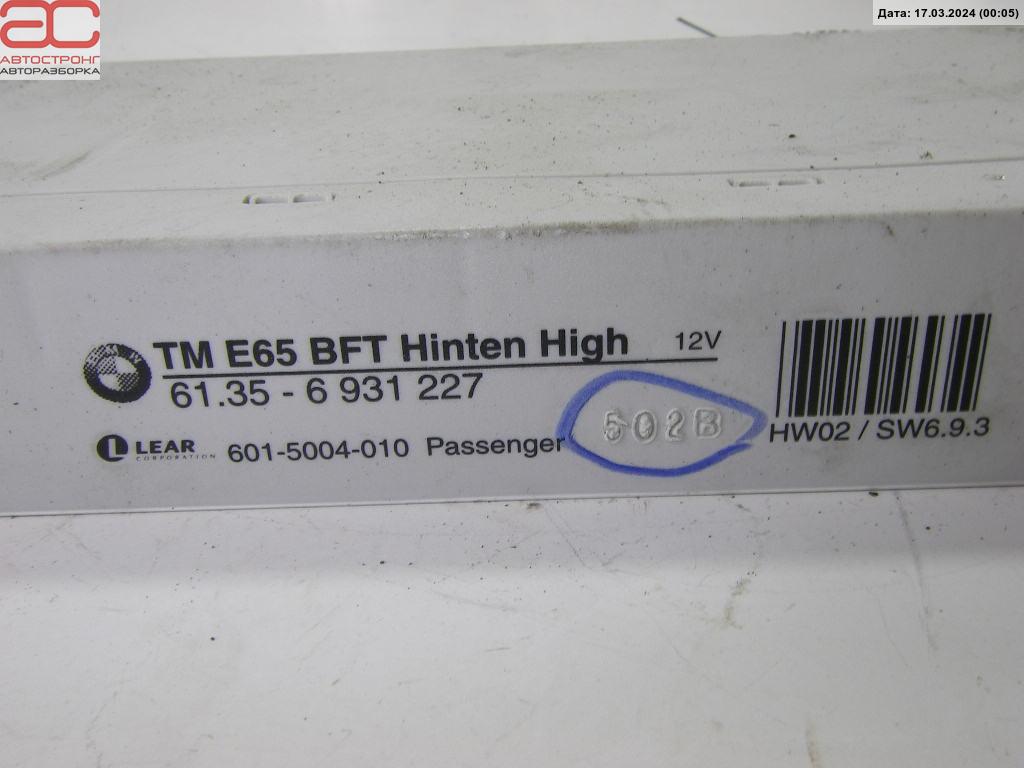 ac
АВТОСТРОНГ
АВТОРАЗБОРКА
Дата: 17.03.2024 (00:05)
TM E65 BFT Hinten High 12V
61.35 - 6 931 227
LEAR
CORPORATION
601-5004-010 Passenger
502B
HW02 / SW6.9.3